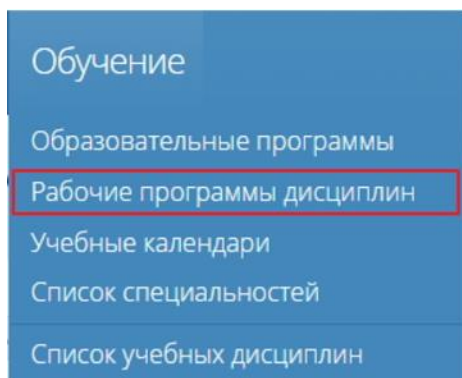 Обучение
Образовательные программы
Рабочие программы дисциплин
Учебные календари
Список специальностей
Список учебных дисциплин